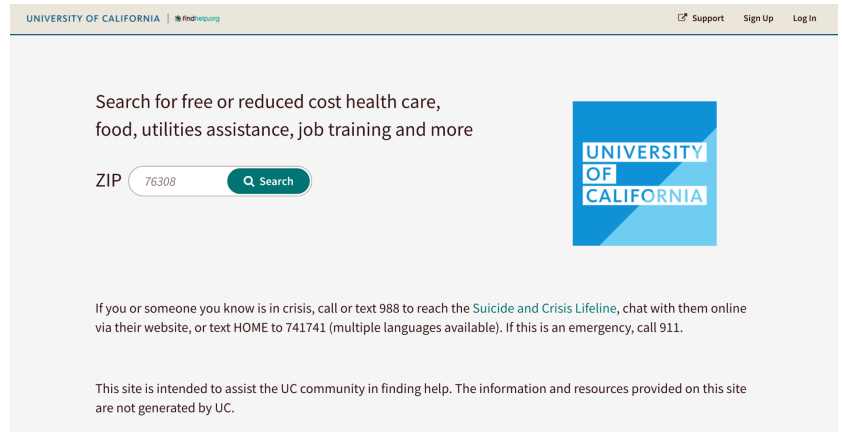 UNIVERSITY OF CALIFORNIA | findhelp.org Support Sign Up Log In
Search for free or reduced cost health care,
food, utilities assistance, job training and more
ZIP 76308 Search
UNIVERSITY
OF
CALIFORNIA
If you or someone you know is in crisis, call or text 988 to reach the Suicide and Crisis Lifeline, chat with them online
via their website, or text HOME to 741741 (multiple languages available). If this is an emergency, call 911.
This site is intended to assist the UC community in finding help. The information and resources provided on this site
are not generated by UC.